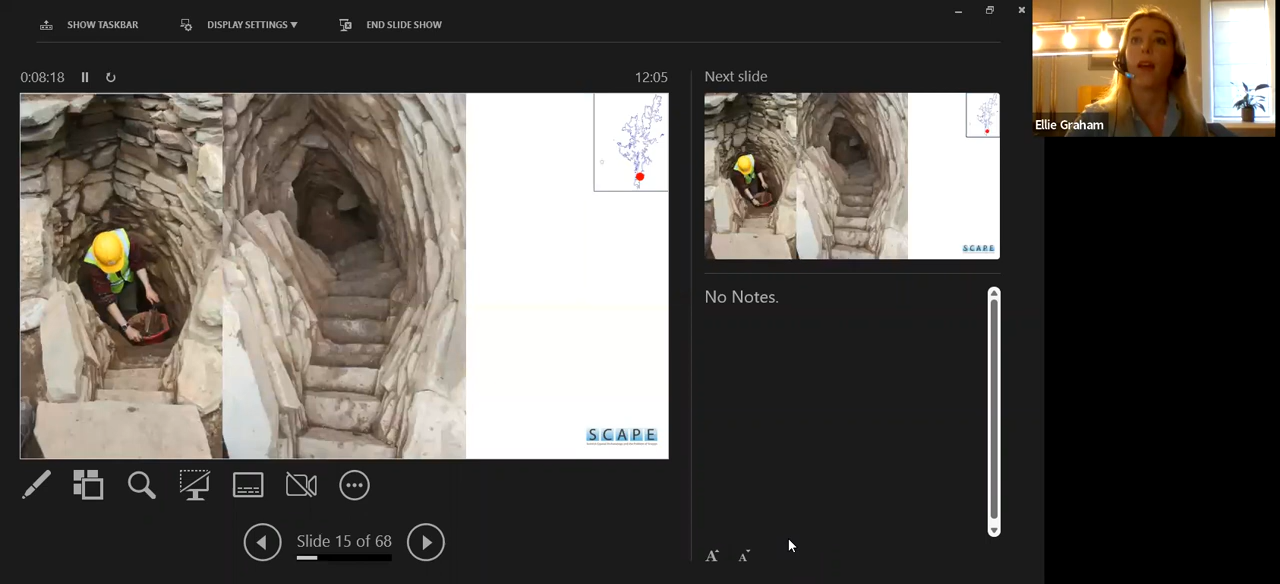 SHOW TASKBAR
DISPLAY SETTINGS ▼
END SLIDE SHOW
0:08:18
12:05
Next slide
Ellie Graham
SCAPE
SCAPE
No Notes.
Slide 15 of 68
A A